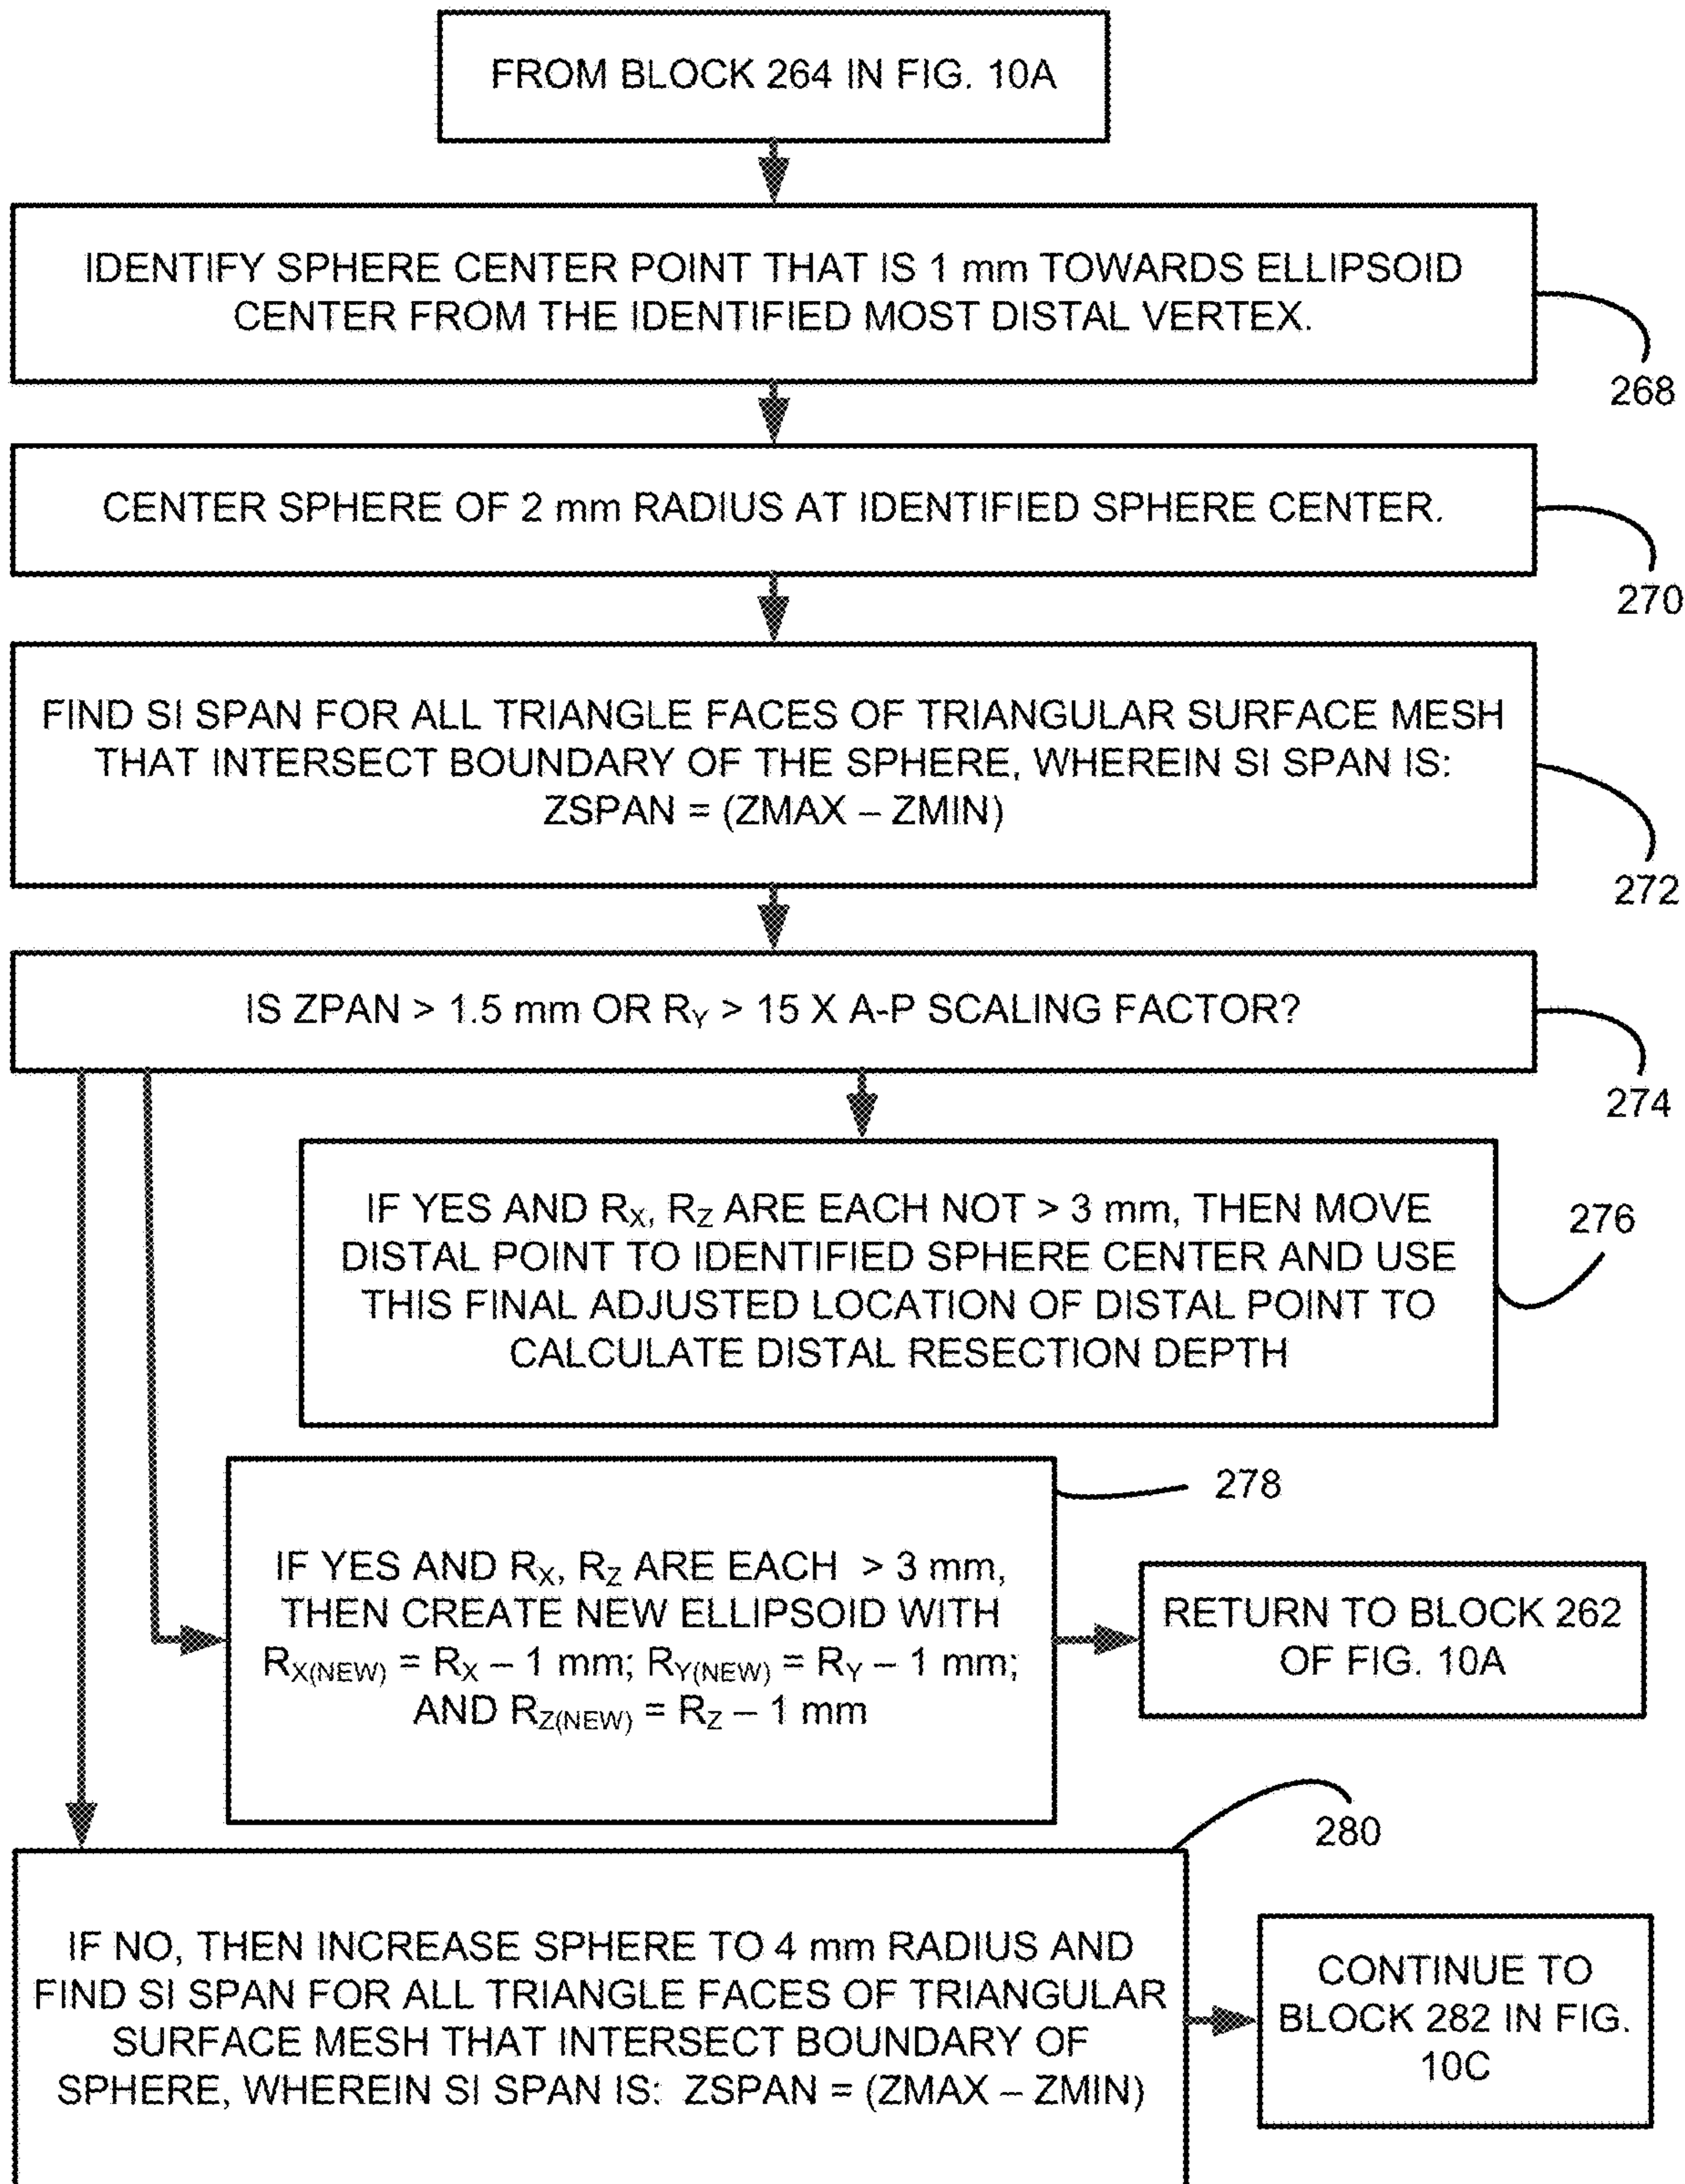 FROM BLOCK 264 IN FIG. 10A
IDENTIFY SPHERE CENTER POINT THAT IS 1 mm TOWARDS ELLIPSOID
CENTER FROM THE IDENTIFIED MOST DISTAL VERTEX.
268
CENTER SPHERE OF 2 mm RADIUS AT IDENTIFIED SPHERE CENTER.
270
FIND SI SPAN FOR ALL TRIANGLE FACES OF TRIANGULAR SURFACE MESH
THAT INTERSECT BOUNDARY OF THE SPHERE, WHEREIN SI SPAN IS:
ZSPAN = (ZMAX – ZMIN)
272
IS ZPAN > 1.5 mm OR RY > 15 X A-P SCALING FACTOR?
274
IF YES AND RX, RZ ARE EACH NOT > 3 mm, THEN MOVE
DISTAL POINT TO IDENTIFIED SPHERE CENTER AND USE
THIS FINAL ADJUSTED LOCATION OF DISTAL POINT TO
CALCULATE DISTAL RESECTION DEPTH
276
IF YES AND RX, RZ ARE EACH > 3 mm,
THEN CREATE NEW ELLIPSOID WITH
RX(NEW) = RX – 1 mm; RY(NEW) = RY – 1 mm;
AND RZ(NEW) = RZ – 1 mm
278
RETURN TO BLOCK 262
OF FIG. 10A
IF NO, THEN INCREASE SPHERE TO 4 mm RADIUS AND
FIND SI SPAN FOR ALL TRIANGLE FACES OF TRIANGULAR
SURFACE MESH THAT INTERSECT BOUNDARY OF
SPHERE, WHEREIN SI SPAN IS: ZSPAN = (ZMAX – ZMIN)
280
CONTINUE TO
BLOCK 282 IN FIG.
10C